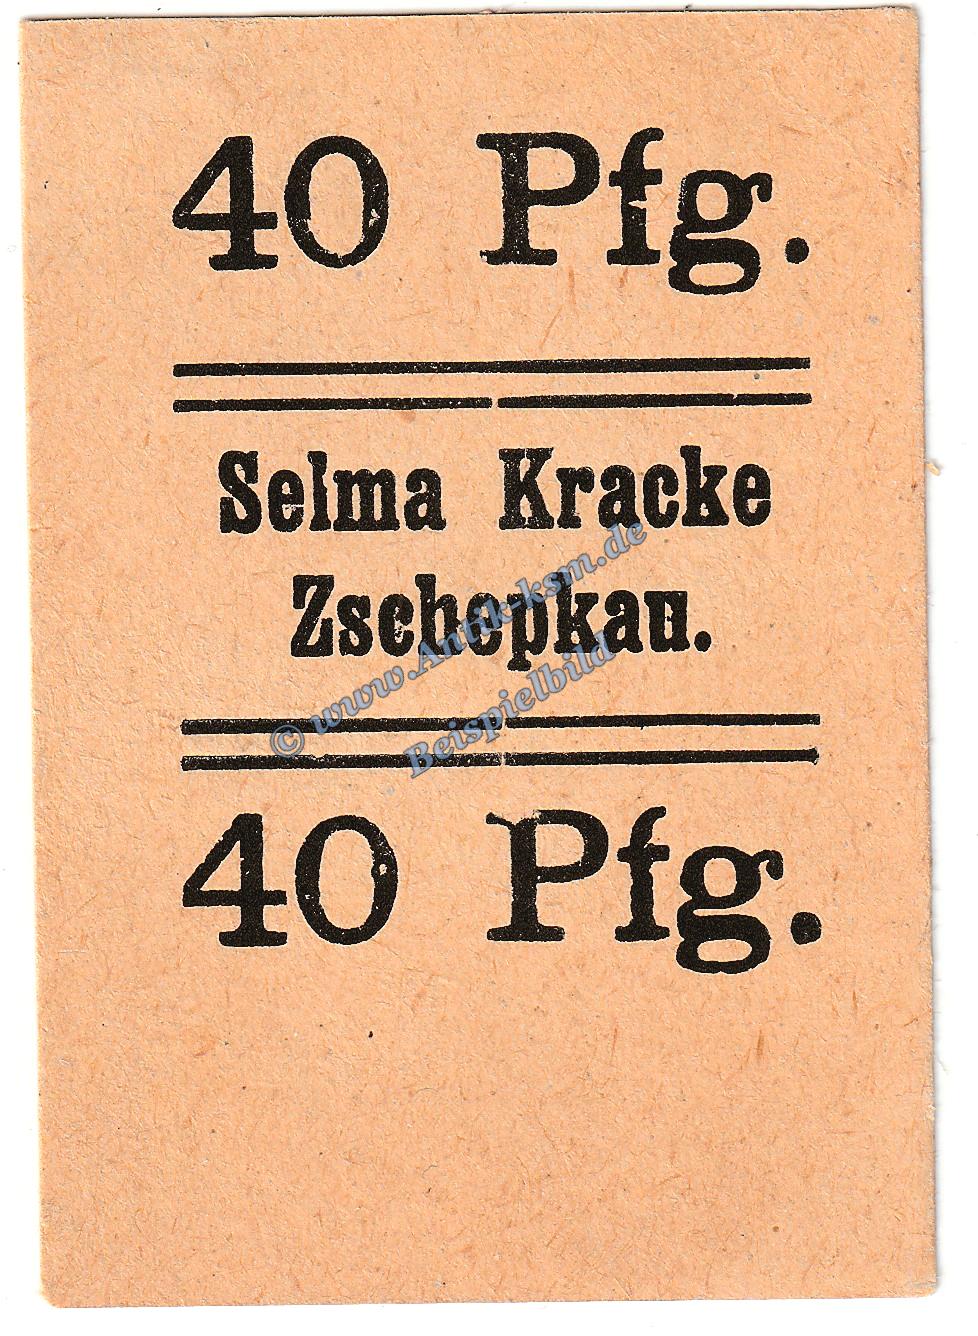 40 Pfg.
Selma Kracke
Zschepkau.
© www.Antik-ksm.de
Beispielbild
40 Pfg.